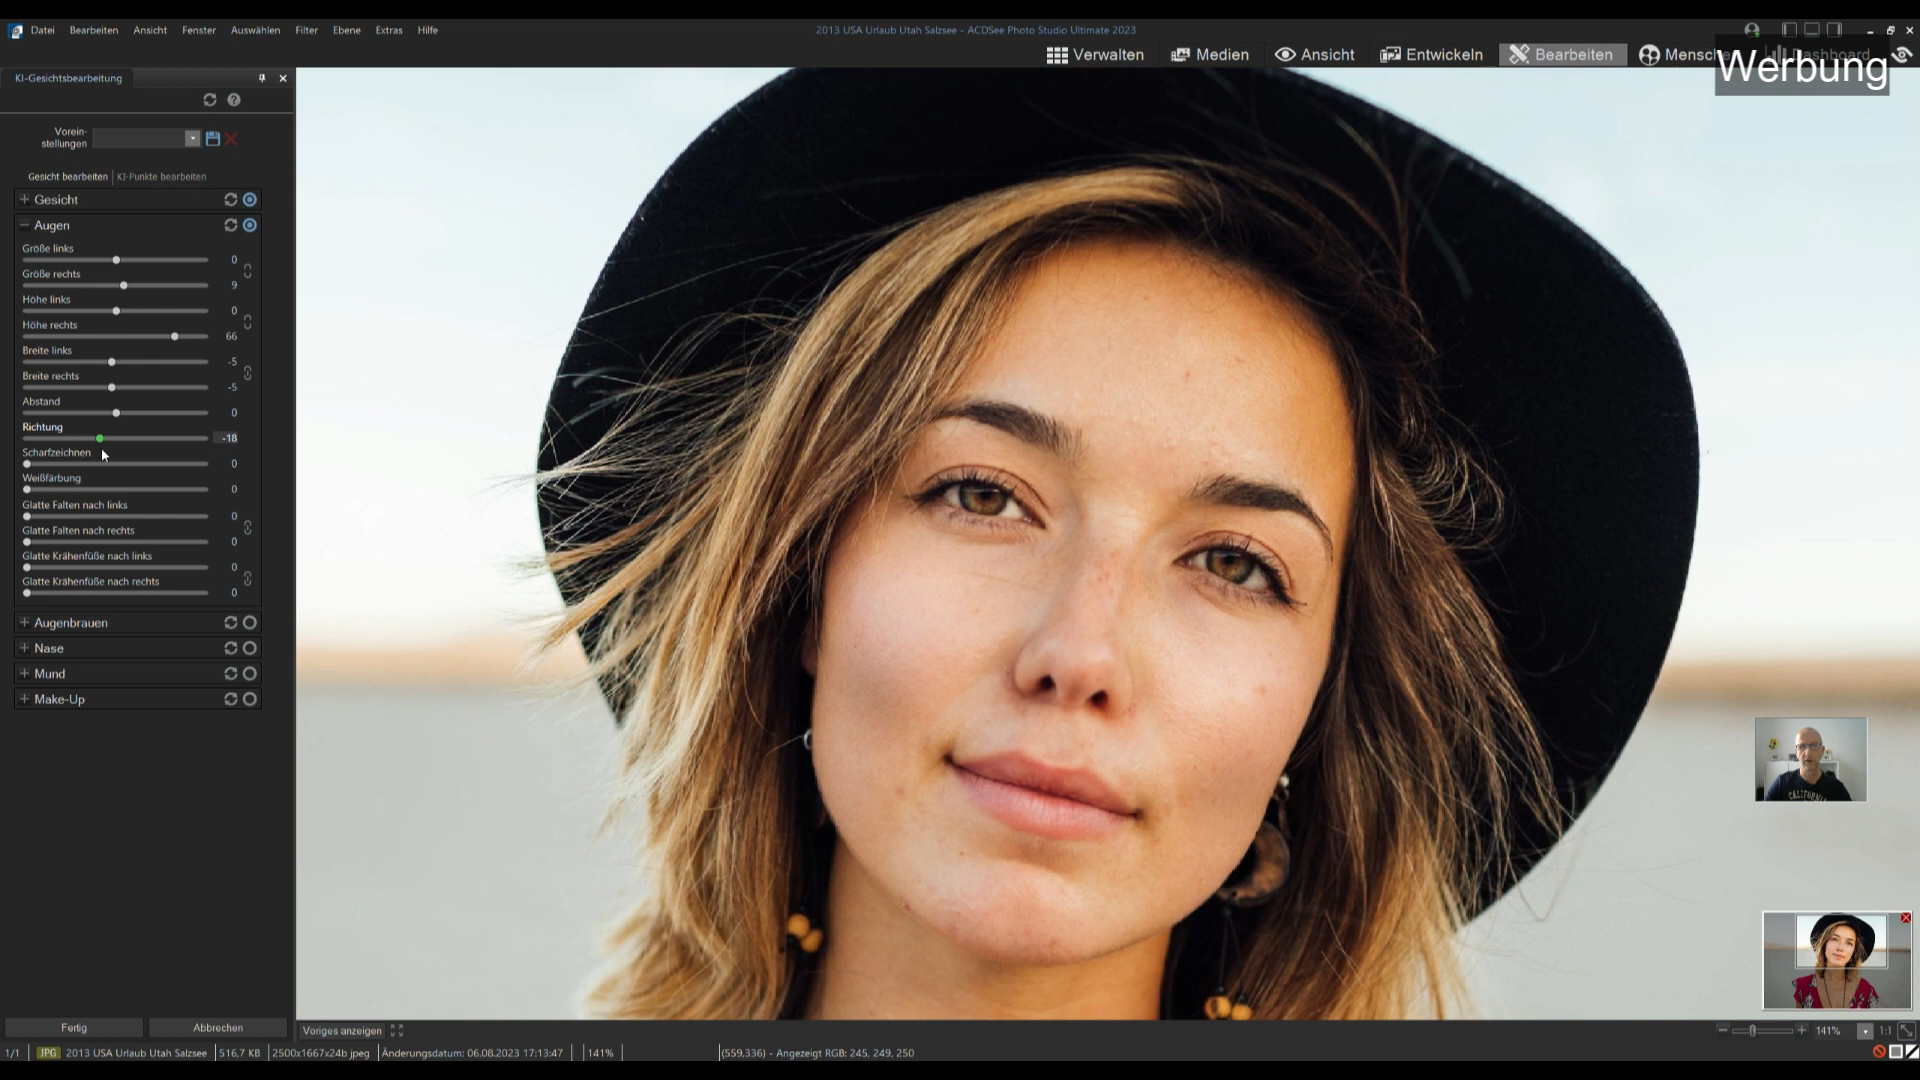 Datei Bearbeiten Ansicht Fenster Auswählen Filter Ebene Extras Hilfe
2013 USA Urlaub Utah Salzsee - ACDSee Photo Studio Ultimate 2023
Verwalten Medien Ansicht Entwickeln Bearbeiten
Werbung
KI-Gesichtsbearbeitung
Vorein-
stellungen
Gesicht bearbeiten KI-Punkte bearbeiten
Gesicht
Augen
Größe links
0
Größe rechts
9
Höhe links
0
Höhe rechts
66
Breite links
-5
Breite rechts
-5
Abstand
0
Richtung
-18
Scharfzeichnen
0
Weißfärbung
0
Glatte Falten nach links
0
Glatte Falten nach rechts
0
Glatte Krähenfüße nach links
0
Glatte Krähenfüße nach rechts
0
Augenbrauen
Nase
Mund
Make-Up
Fertig Abbrechen
Voriges anzeigen
141% 1:1
1/1 JPG 2013 USA Urlaub Utah Salzsee 516,7 KB 2500x1667x24b jpeg Änderungsdatum: 06.08.2023 17:13:47 141% (559,336) - Angezeigt RGB: 245, 249, 250